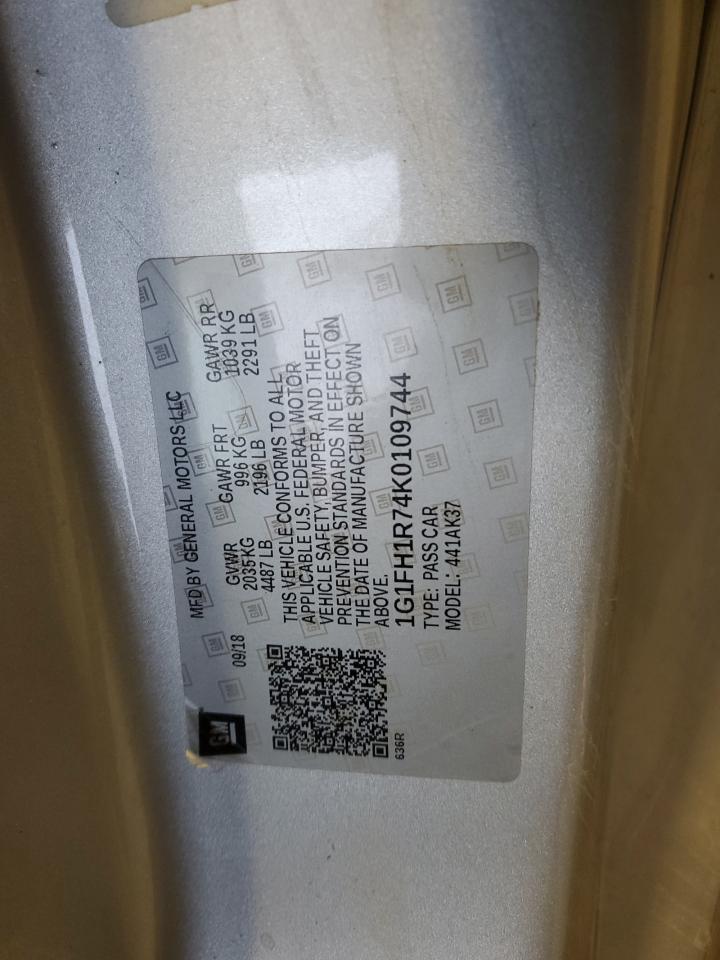 GM
MFD BY GENERAL MOTORS LLC
09/18
GVWR GAWR FRT GAWR RR
2035 KG 996 KG 1039 KG
4487 LB 2196 LB 2291 LB
THIS VEHICLE CONFORMS TO ALL
APPLICABLE U.S. FEDERAL MOTOR
VEHICLE SAFETY, BUMPER, AND THEFT
PREVENTION STANDARDS IN EFFECT ON
THE DATE OF MANUFACTURE SHOWN
ABOVE.
1G1FH1R74K0109744
TYPE: PASS CAR
MODEL: 441AK37
636R